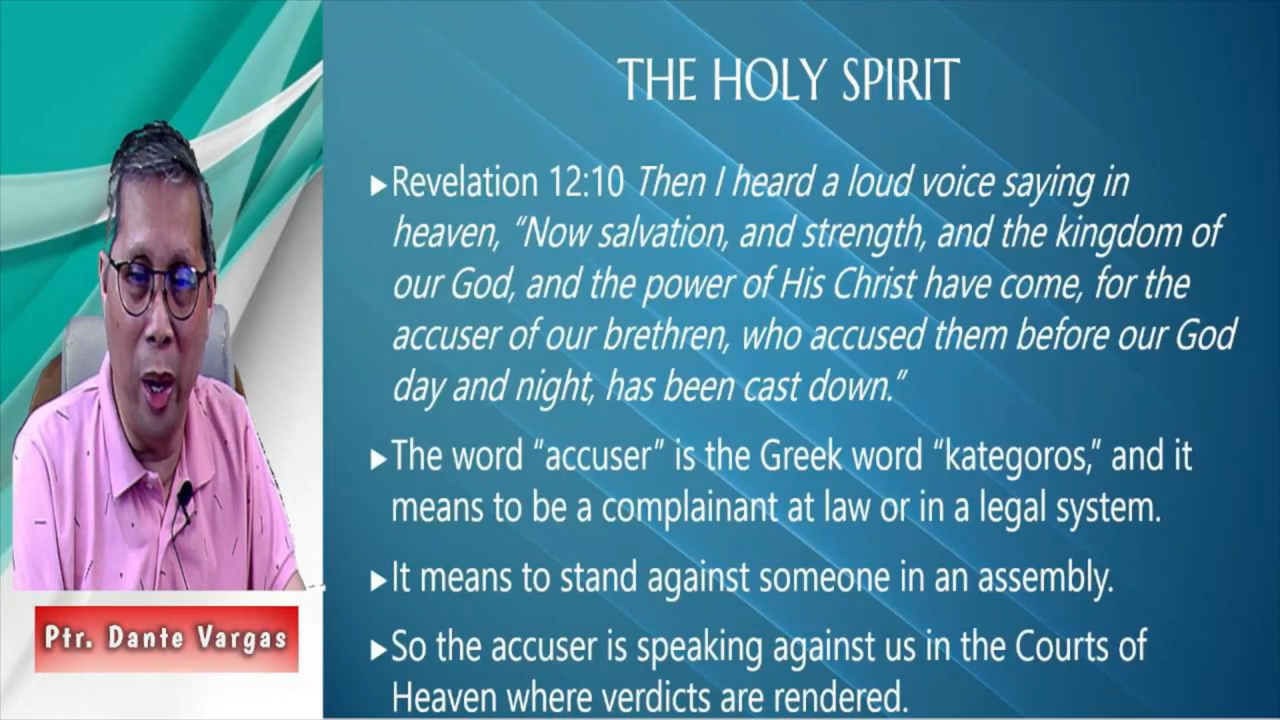 THE HOLY SPIRIT
▶Revelation 12:10 Then I heard a loud voice saying in
heaven, “Now salvation, and strength, and the kingdom of
our God, and the power of His Christ have come, for the
accuser of our brethren, who accused them before our God
day and night, has been cast down.”
▶The word “accuser” is the Greek word “kategoros,” and it
means to be a complainant at law or in a legal system.
▶It means to stand against someone in an assembly.
▶So the accuser is speaking against us in the Courts of
Heaven where verdicts are rendered.
Ptr. Dante Vargas